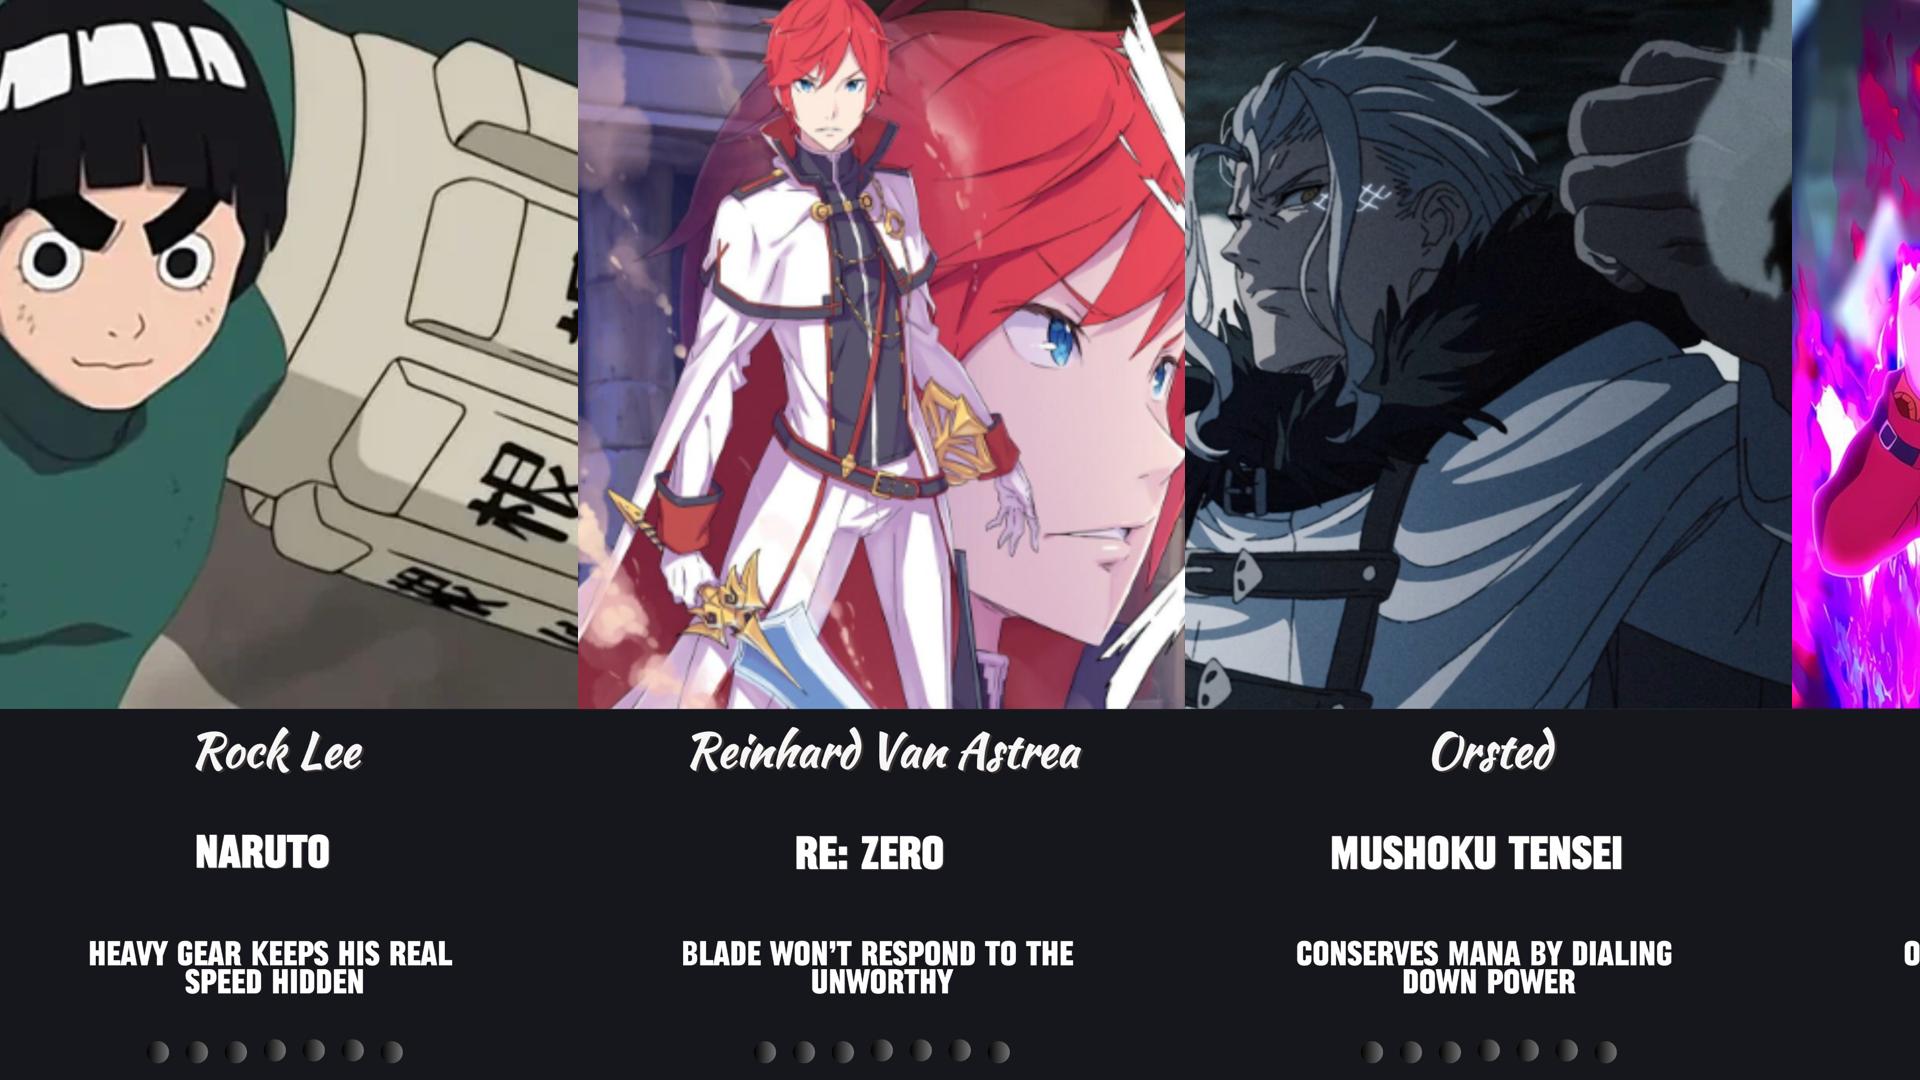 Rock Lee
NARUTO
HEAVY GEAR KEEPS HIS REAL
SPEED HIDDEN
Reinhard Van Astrea
RE: ZERO
BLADE WON'T RESPOND TO THE
UNWORTHY
Orsted
MUSHOKU TENSEI
CONSERVES MANA BY DIALING
DOWN POWER